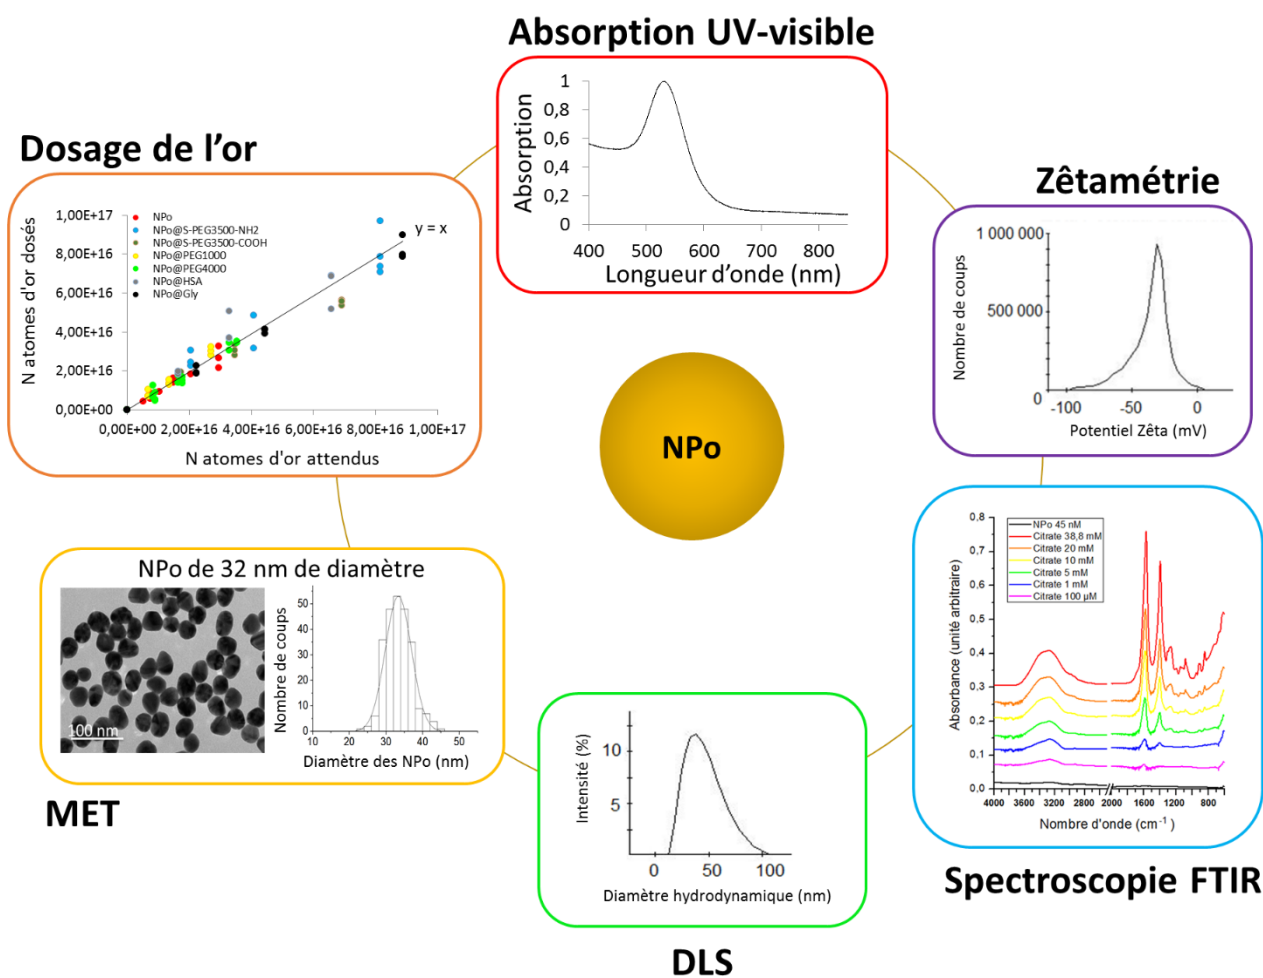 Absorption UV-visible
1
0,8
0,6
0,4
0,2
0
Absorption
400 500 600 700 800
Longueur d'onde (nm)
Dosage de l'or
1,00E+17
8,00E+16
6,00E+16
4,00E+16
2,00E+16
0,00E+00
N atomes d'or dosés
NPo
NPo@S-PEG3500-NH2
NPo@S-PEG3500-COOH
NPo@PEG1000
NPo@PEG4000
NPo@HSA
NPo@Gly
y = x
0,00E+00 2,00E+16 4,00E+16 6,00E+16 8,00E+16 1,00E+17
N atomes d'or attendus
Zêtamétrie
1 000 000
500 000
0
Nombre de coups
-100 -50 0
Potentiel Zêta (mV)
NPo
NPo de 32 nm de diamètre
100 nm
50
40
30
20
10
0
Nombre de coups
10 20 30 40 50
Diamètre des NPo (nm)
MET
0,8
0,7
0,6
0,5
0,4
0,3
0,2
0,1
0,0
Absorbance (unité arbitraire)
NPo 45 nM
Citrate 38,8 mM
Citrate 20 mM
Citrate 10 mM
Citrate 5 mM
Citrate 1 mM
Citrate 100 µM
4000 3600 3200 2800 2400 2000 1600 1200 800
Nombre d'onde (cm⁻¹ )
Spectroscopie FTIR
10
5
Intensité (%)
0 50 100
Diamètre hydrodynamique (nm)
DLS